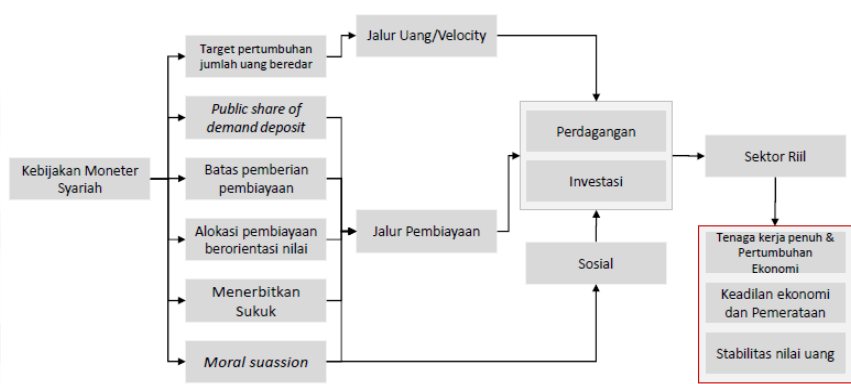 Kebijakan Moneter
Syariah
Target pertumbuhan
jumlah uang beredar
Public share of
demand deposit
Batas pemberian
pembiayaan
Alokasi pembiayaan
berorientasi nilai
Menerbitkan
Sukuk
Moral suassion
Jalur Uang/Velocity
Jalur Pembiayaan
Perdagangan
Investasi
Sosial
Sektor Riil
Tenaga kerja penuh &
Pertumbuhan
Ekonomi
Keadilan ekonomi
dan Pemerataan
Stabilitas nilai uang